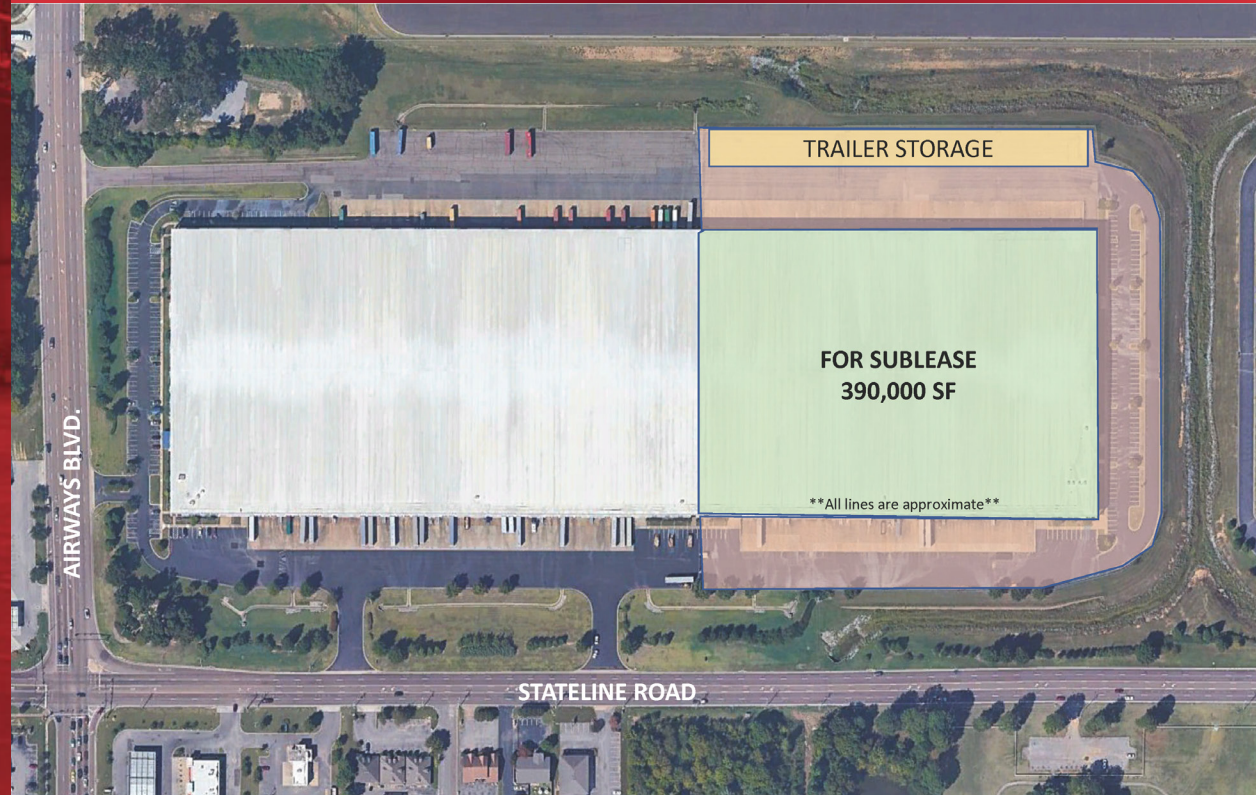 TRAILER STORAGE
FOR SUBLEASE
390,000 SF
**All lines are approximate**
AIRWAYS BLVD.
STATELINE ROAD